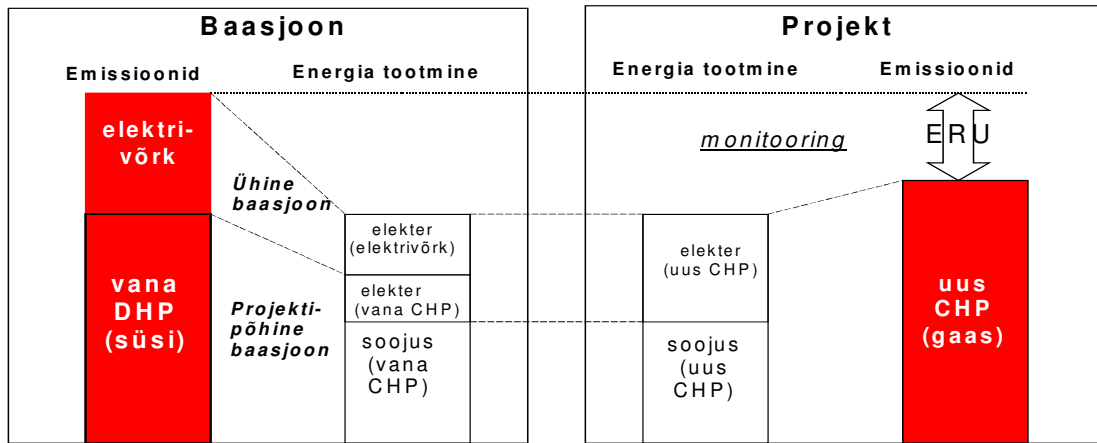 Baasjoon
Emissioonid
Energia tootmine
elektri-
võrk
Ühine
baasjoon
vana
DHP
(süsi)
Projekti-
põhine
baasjoon
elekter
(elektrivõrk)
elekter
(vana CHP)
soojus
(vana
CHP)
Projekt
Energia tootmine
Emissioonid
monitooring
ERU
elekter
(uus CHP)
soojus
(uus
CHP)
uus
CHP
(gaas)